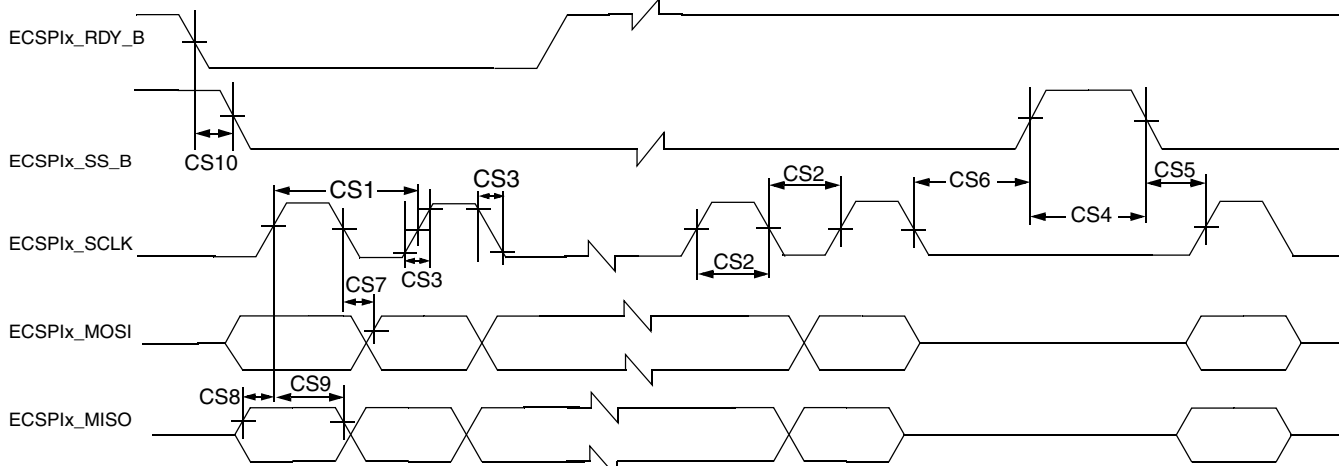 ECSPIx_RDY_B
CS10
ECSPIx_SS_B
CS1
CS3
CS2
CS6
CS5
CS4
ECSPIx_SCLK
CS3
CS2
CS7
ECSPIx_MOSI
CS8
CS9
ECSPIx_MISO